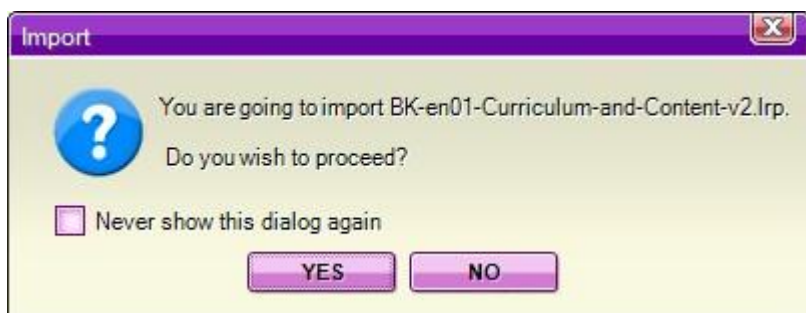 Import
You are going to import BK-en01-Curriculum-and-Content-v2.lrp.
Do you wish to proceed?
Never show this dialog again
YES NO